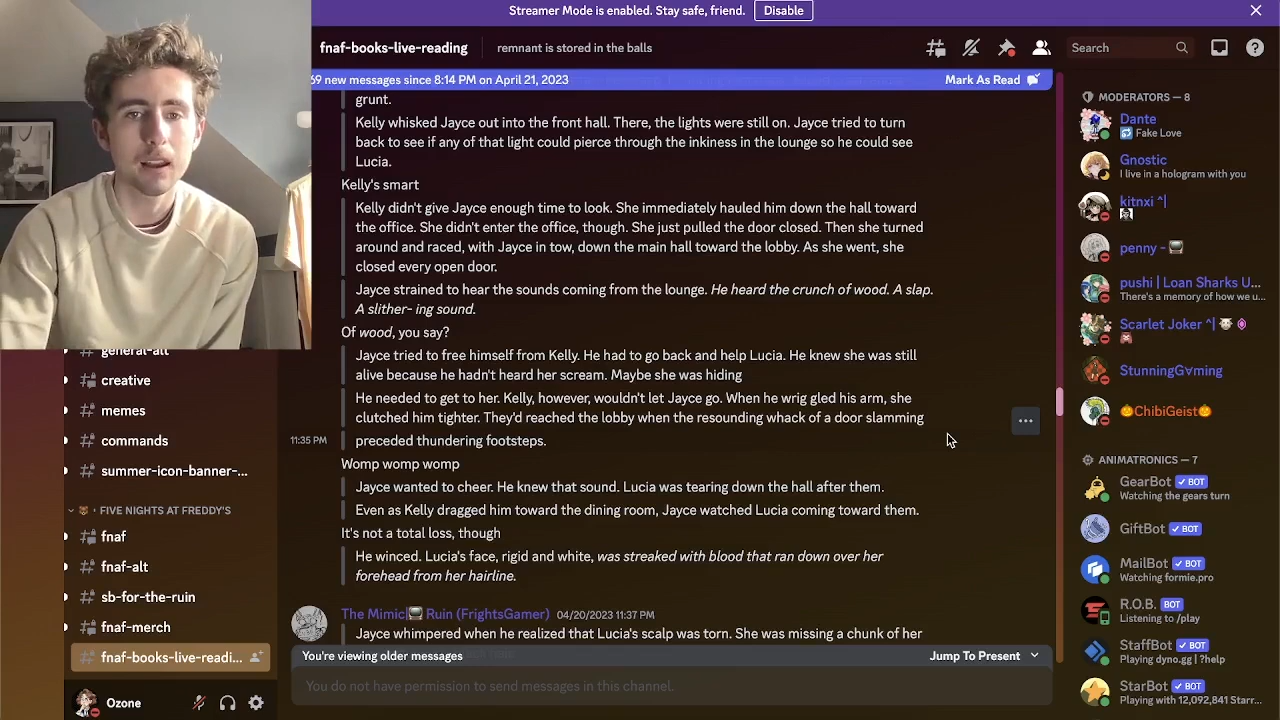 Streamer Mode is enabled. Stay safe, friend. Disable
fnaf-books-live-reading remnant is stored in the balls Search
69 new messages since 8:14 PM on April 21, 2023 Mark As Read
grunt.
Kelly whisked Jayce out into the front hall. There, the lights were still on. Jayce tried to turn
back to see if any of that light could pierce through the inkiness in the lounge so he could see
Lucia.
Kelly's smart
Kelly didn't give Jayce enough time to look. She immediately hauled him down the hall toward
the office. She didn't enter the office, though. She just pulled the door closed. Then she turned
around and raced, with Jayce in tow, down the main hall toward the lobby. As she went, she
closed every open door.
Jayce strained to hear the sounds coming from the lounge. He heard the crunch of wood. A slap.
A slither- ing sound.
Of wood, you say?
Jayce tried to free himself from Kelly. He had to go back and help Lucia. He knew she was still
alive because he hadn't heard her scream. Maybe she was hiding
He needed to get to her. Kelly, however, wouldn't let Jayce go. When he wrig gled his arm, she
clutched him tighter. They'd reached the lobby when the resounding whack of a door slamming
11:35 PM preceded thundering footsteps.
Womp womp womp
Jayce wanted to cheer. He knew that sound. Lucia was tearing down the hall after them.
Even as Kelly dragged him toward the dining room, Jayce watched Lucia coming toward them.
It's not a total loss, though
He winced. Lucia's face, rigid and white, was streaked with blood that ran down over her
forehead from her hairline.
The Mimic| Ruin (FrightsGamer) 04/20/2023 11:37 PM
Jayce whimpered when he realized that Lucia's scalp was torn. She was missing a chunk of her
You're viewing older messages Jump To Present
You do not have permission to send messages in this channel.
general-alt
creative
memes
commands
summer-icon-banner-...
FIVE NIGHTS AT FREDDY'S
fnaf
fnaf-alt
sb-for-the-ruin
fnaf-merch
fnaf-books-live-readi...
Ozone
MODERATORS — 8
Dante
Fake Love
Gnostic
I live in a hologram with you
kitnxi ^|
penny -
pushi | Loan Sharks U...
There's a memory of how we u...
Scarlet Joker ^|
StunningG∀ming
ChibiGeist
ANIMATRONICS — 7
GearBot BOT
Watching the gears turn
GiftBot BOT
MailBot BOT
Watching formie.pro
R.O.B. BOT
Listening to /play
StaffBot BOT
Playing dyno.gg | ?help
StarBot BOT
Playing with 12,092,841 Starr...